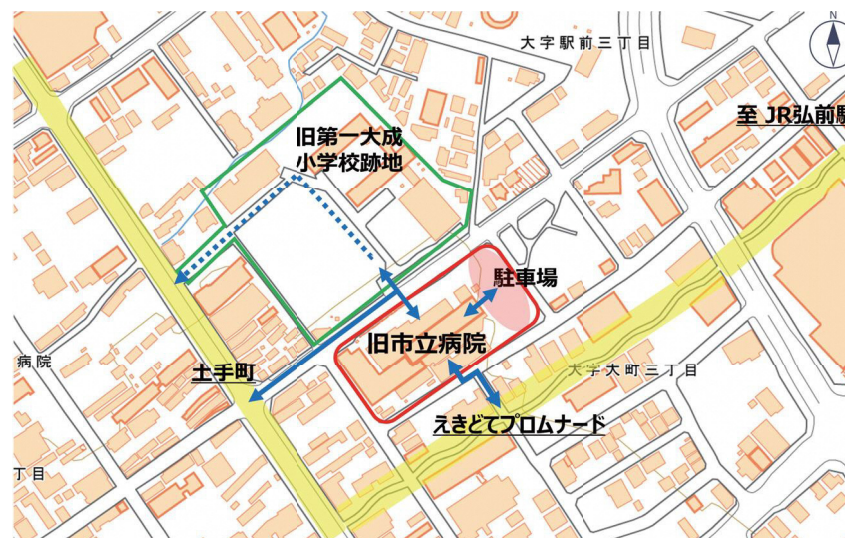 大字駅前三丁目
N
至 JR弘前駅
旧第一大成
小学校跡地
駐車場
旧市立病院
病院
土手町
大字大町三丁目
えきどてプロムナード
丁目